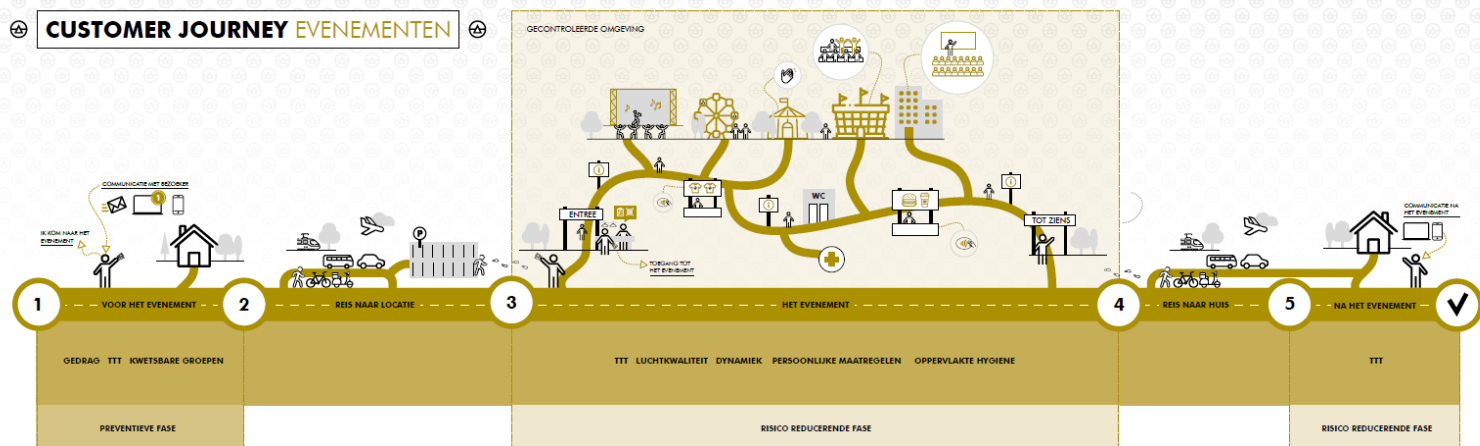 CUSTOMER JOURNEY EVENEMENTEN
GECONTROLEERDE OMGEVING
COMMUNICATIE MET BEZOEKER
1
IK KOM NAAR HET
EVENEMENT
P
ENTREE
TOEGANG TOT
HET EVENEMENT
WC
TOT ZIENS
COMMUNICATIE NA
HET EVENEMENT
1
VOOR HET EVENEMENT
2
REIS NAAR LOCATIE
3
HET EVENEMENT
4
REIS NAAR HUIS
5
NA HET EVENEMENT
GEDRAG TTT KWETSBARE GROEPEN
TTT LUCHTKWALITEIT DYNAMIEK PERSOONLIJKE MAATREGELEN OPPERVLAKTE HYGIENE
TTT
PREVENTIEVE FASE
RISICO REDUCERENDE FASE
RISICO REDUCERENDE FASE